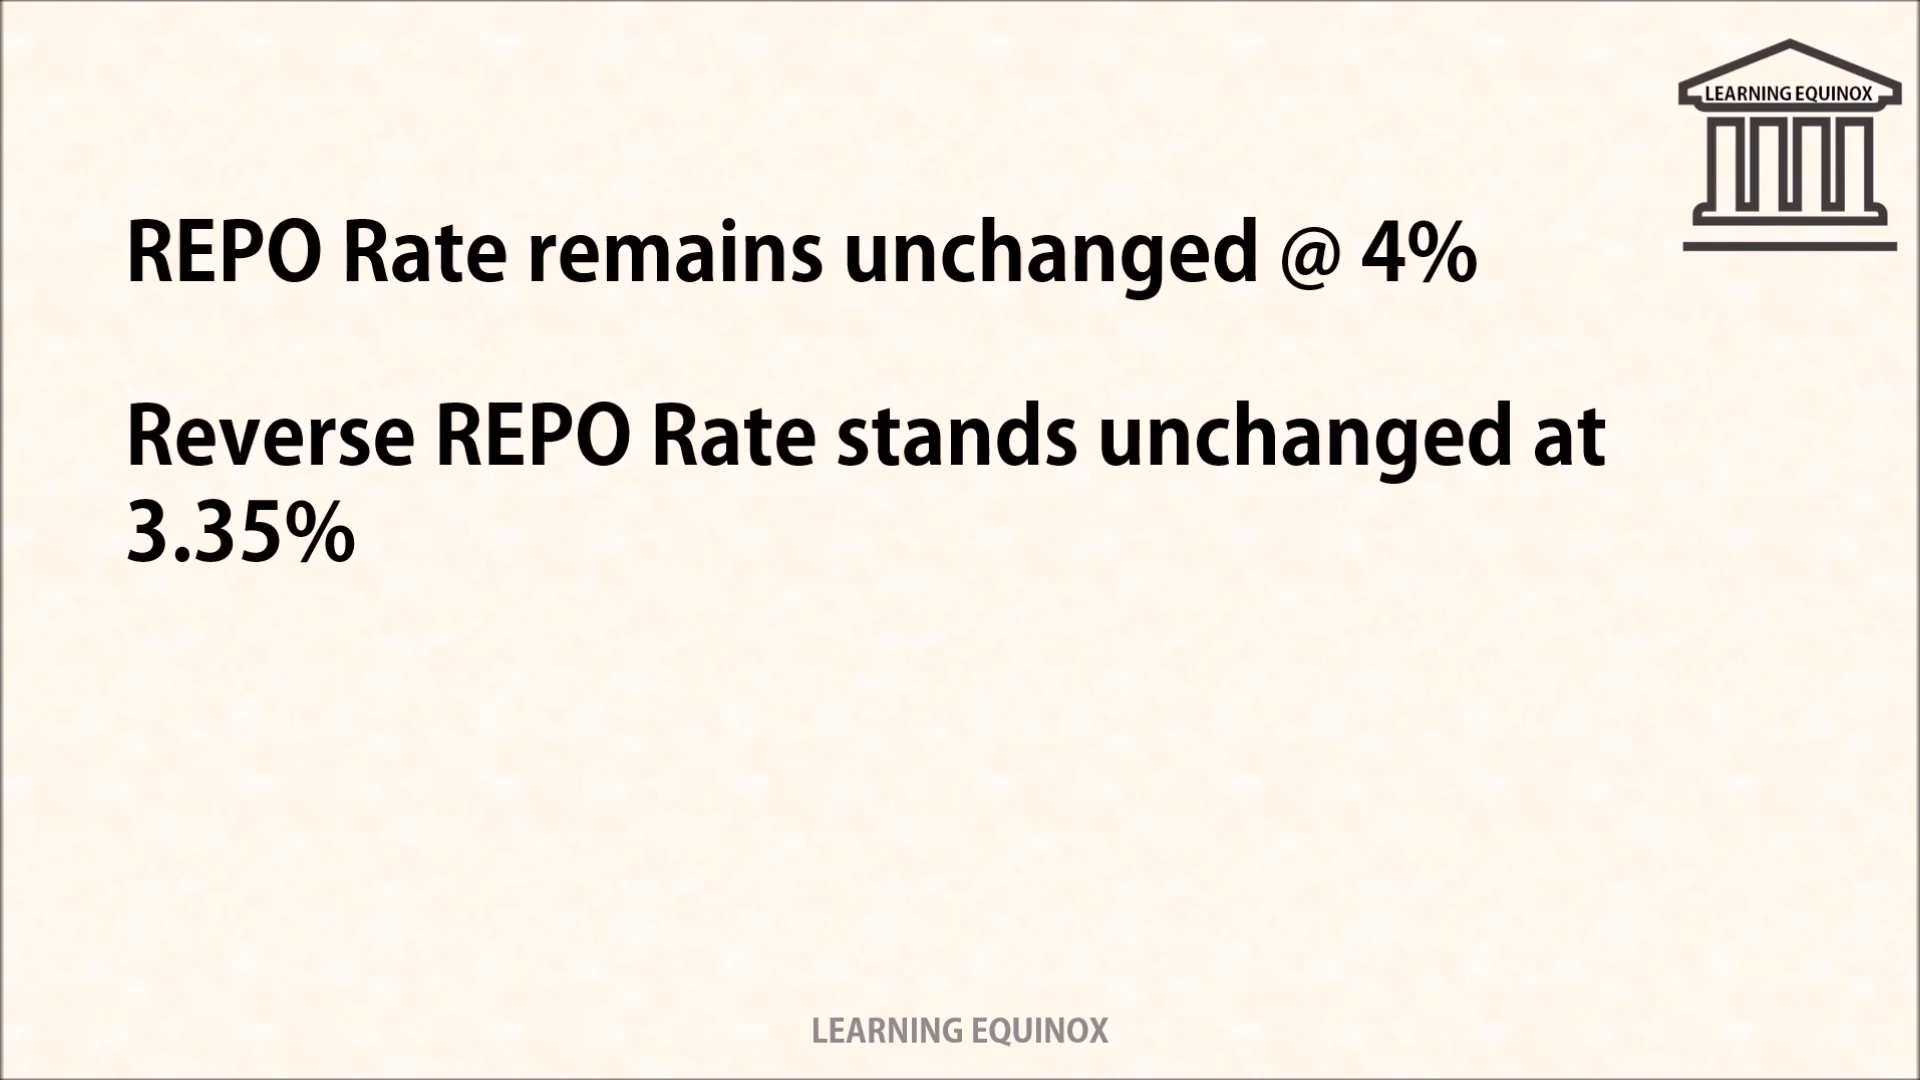 LEARNING EQUINOX
REPO Rate remains unchanged @ 4%
Reverse REPO Rate stands unchanged at
3.35%
LEARNING EQUINOX